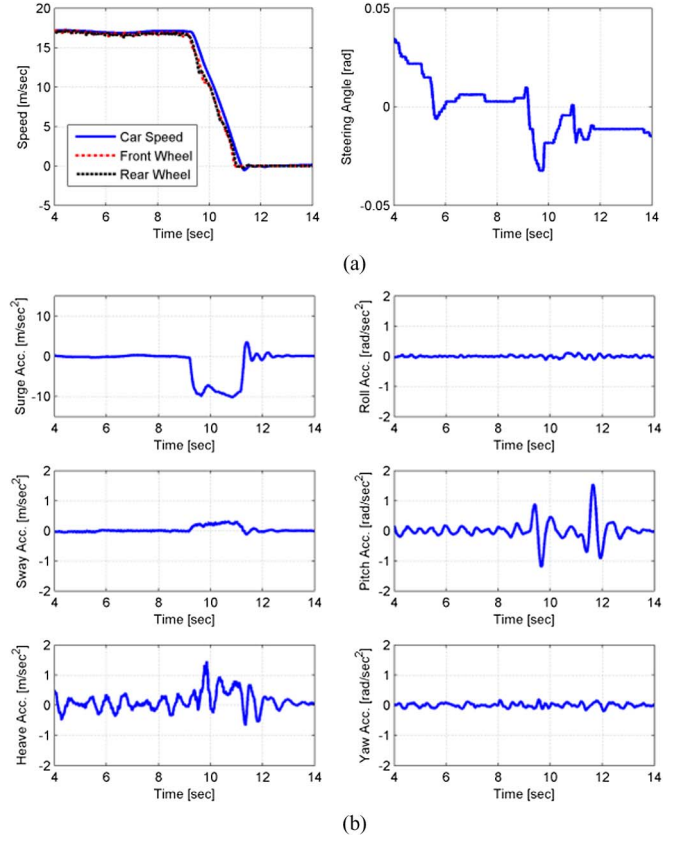 20
15
10
5
0
-5
Speed [m/sec]
Car Speed
Front Wheel
Rear Wheel
4 6 8 10 12 14
Time [sec]
0.05
0
-0.05
Steering Angle [rad]
4 6 8 10 12 14
Time [sec]
(a)
10
0
-10
Surge Acc. [m/sec²]
4 6 8 10 12 14
Time [sec]
2
1
0
-1
-2
Roll Acc. [rad/sec²]
4 6 8 10 12 14
Time [sec]
2
1
0
-1
-2
Sway Acc. [m/sec²]
4 6 8 10 12 14
Time [sec]
2
1
0
-1
-2
Pitch Acc. [rad/sec²]
4 6 8 10 12 14
Time [sec]
2
1
0
-1
-2
Heave Acc. [m/sec²]
4 6 8 10 12 14
Time [sec]
2
1
0
-1
-2
Yaw Acc. [rad/sec²]
4 6 8 10 12 14
Time [sec]
(b)